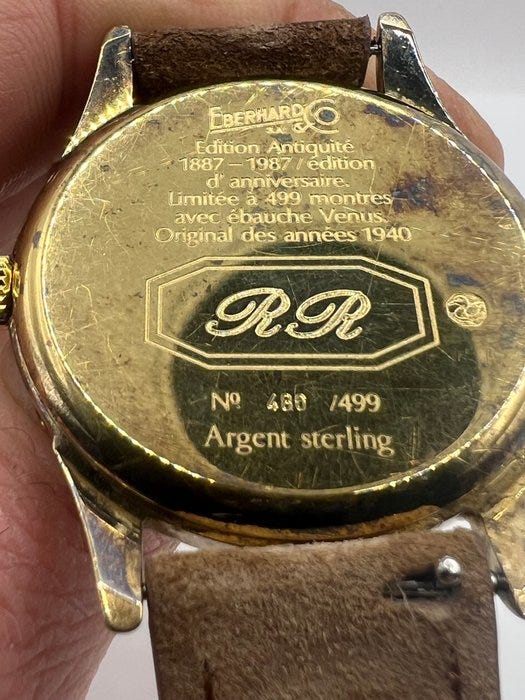 EBERHARD & Co
S.A.
Edition Antiquité
1887-1987/édition
d'anniversaire.
Limitée à 499 montres
avec ébauche Venus.
Original des années 1940
RR
Nº 480 /499
Argent sterling